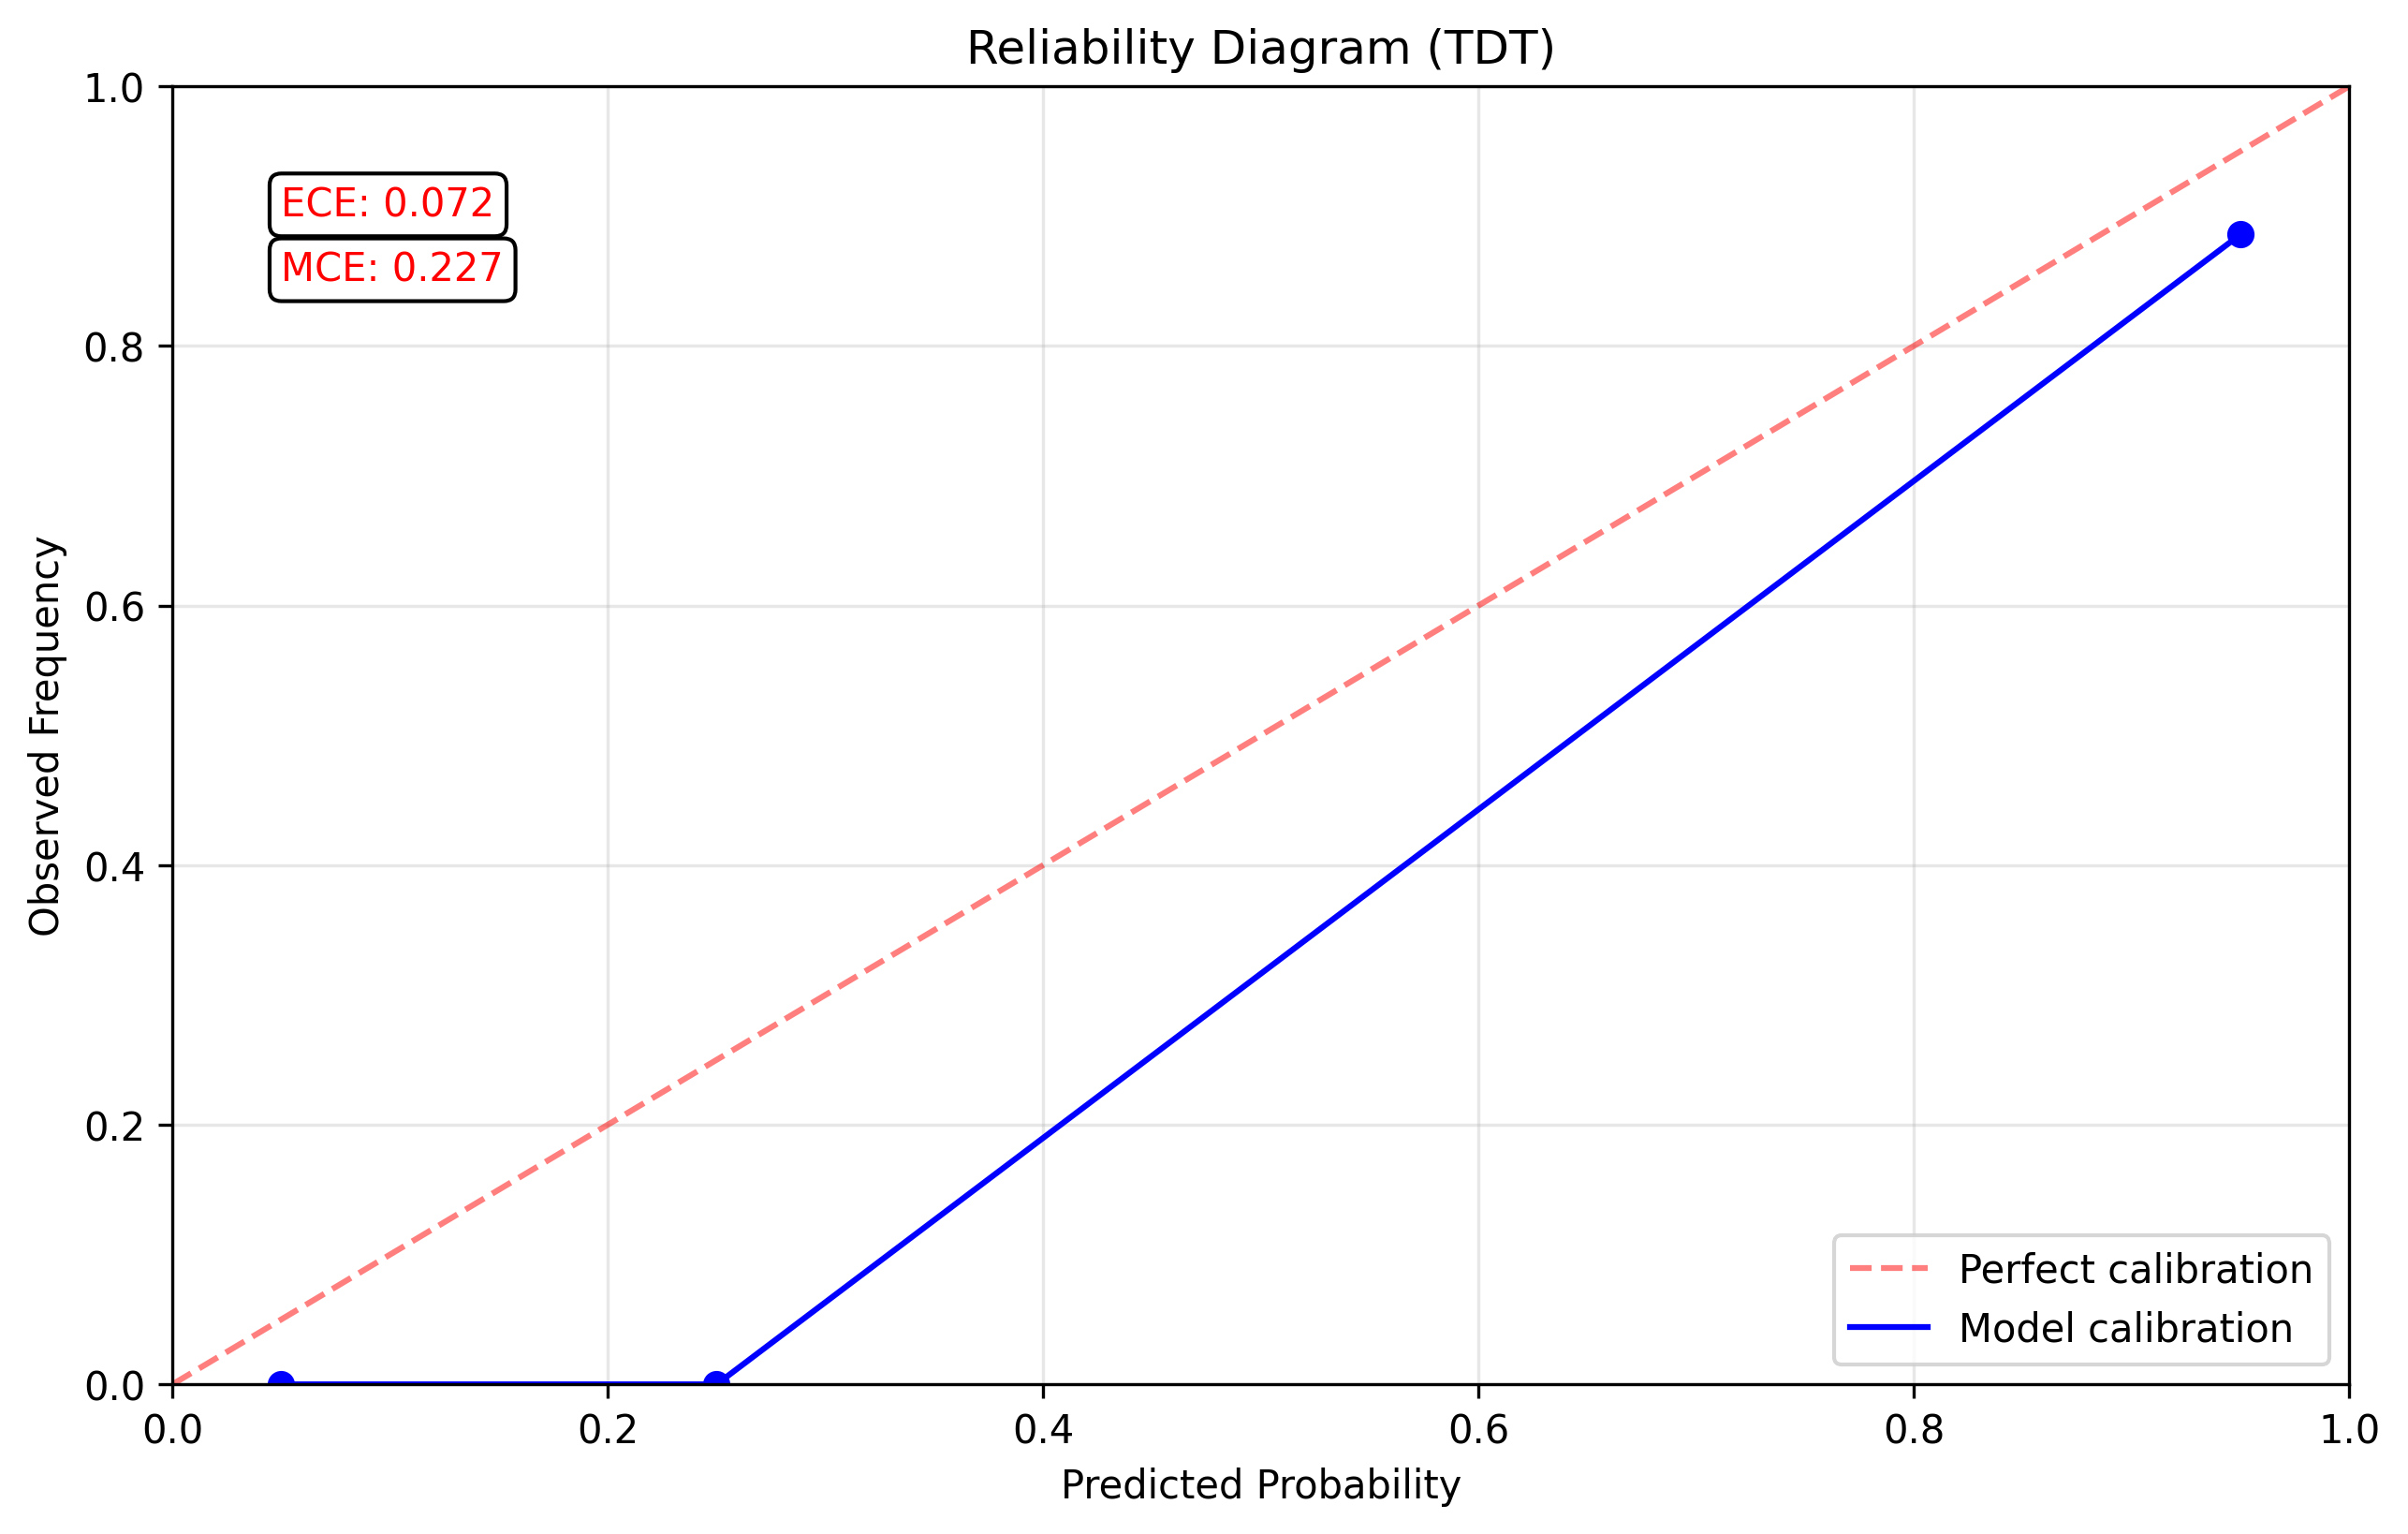 Reliability Diagram (TDT)
1.0
0.8
0.6
0.4
0.2
0.0
Observed Frequency
ECE: 0.072
MCE: 0.227
Perfect calibration
Model calibration
0.0 0.2 0.4 0.6 0.8 1.0
Predicted Probability